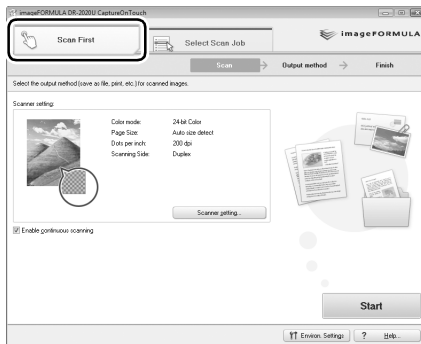 imageFORMULA DR-2020U CaptureOnTouch
Scan First
Select Scan Job
imageFORMULA
Scan
Output method
Finish
Select the output method (save as file, print, etc.) for scanned images.
Scanner setting:
Color mode: 24-bit Color
Page Size: Auto size detect
Dots per inch: 200 dpi
Scanning Side: Duplex
Scanner setting...
Enable continuous scanning
Start
Environ. Settings
? Help...